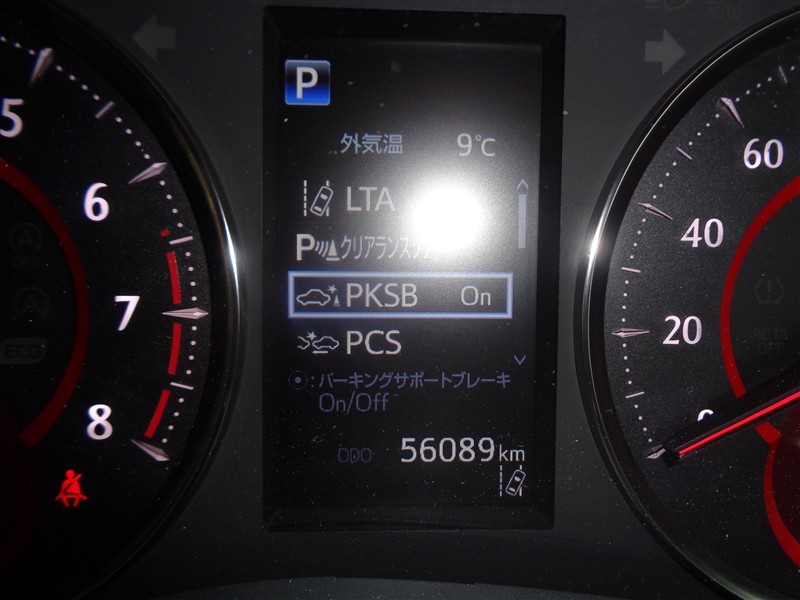 P
外気温 9℃
LTA
P クリアランスソナ
PKSB On
PCS
⦿:パーキングサポートブレーキ
On/Off
ODO 56089km
5
6
7
8
60
40
20
0
ECO